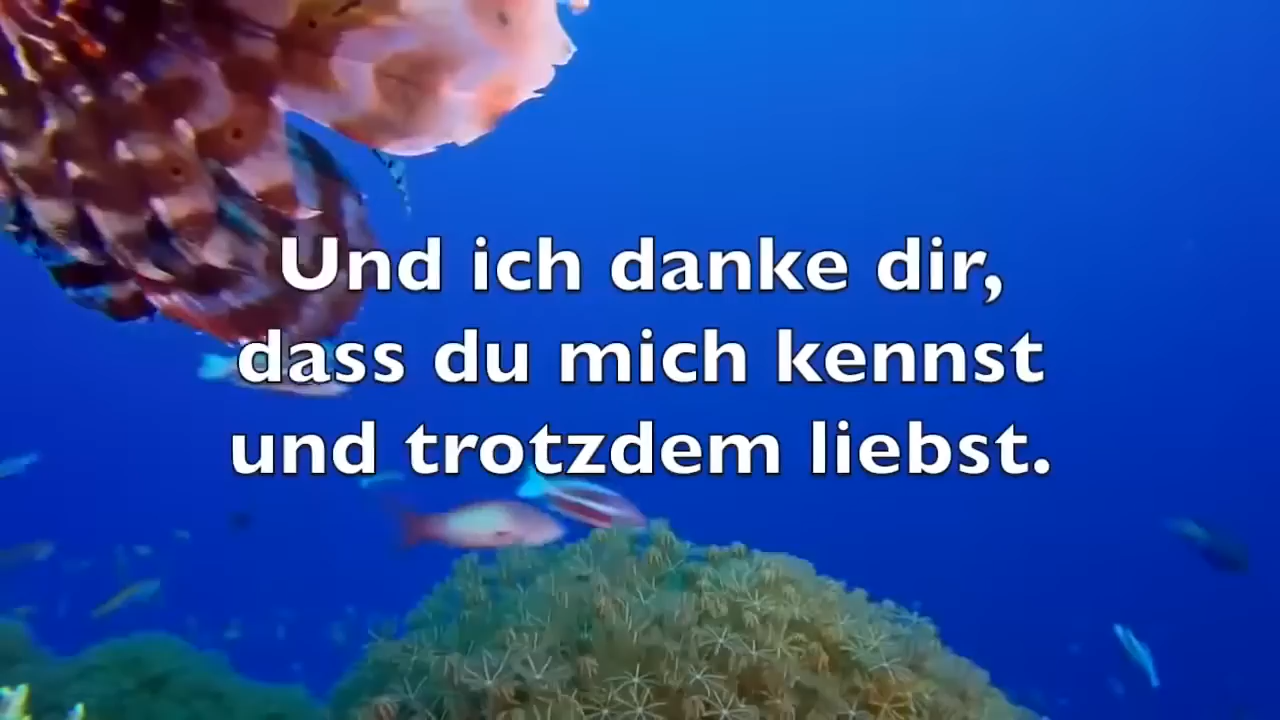 Und ich danke dir,
dass du mich kennst
und trotzdem liebst.